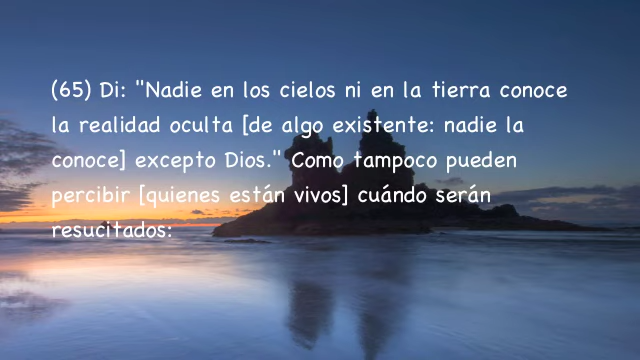 (65) Di: "Nadie en los cielos ni en la tierra conoce
la realidad oculta [de algo existente: nadie la
conoce] excepto Dios." Como tampoco pueden
percibir [quienes están vivos] cuándo serán
resucitados: